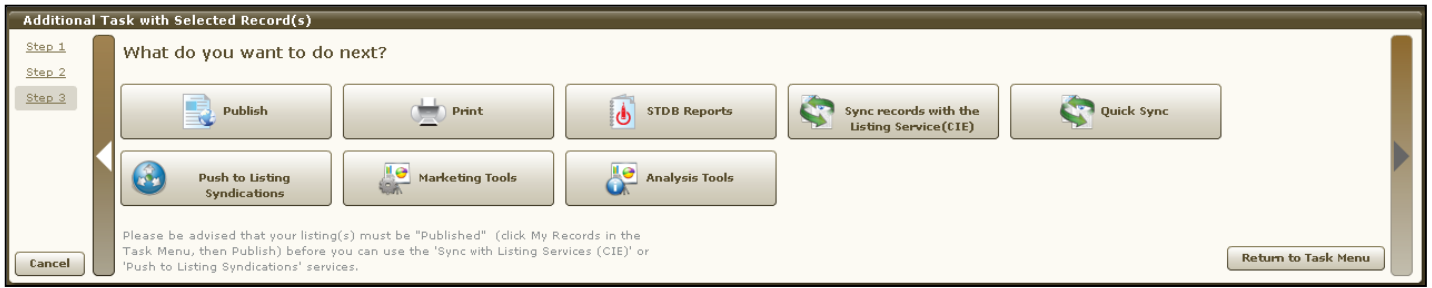 Additional Task with Selected Record(s)
Step 1
Step 2
Step 3
What do you want to do next?
Publish
Print
STDB Reports
Sync records with the
Listing Service(CIE)
Quick Sync
Push to Listing
Syndications
Marketing Tools
Analysis Tools
Please be advised that your listing(s) must be "Published" (click My Records in the
Task Menu, then Publish) before you can use the 'Sync with Listing Services (CIE)' or
'Push to Listing Syndications' services.
Cancel
Return to Task Menu